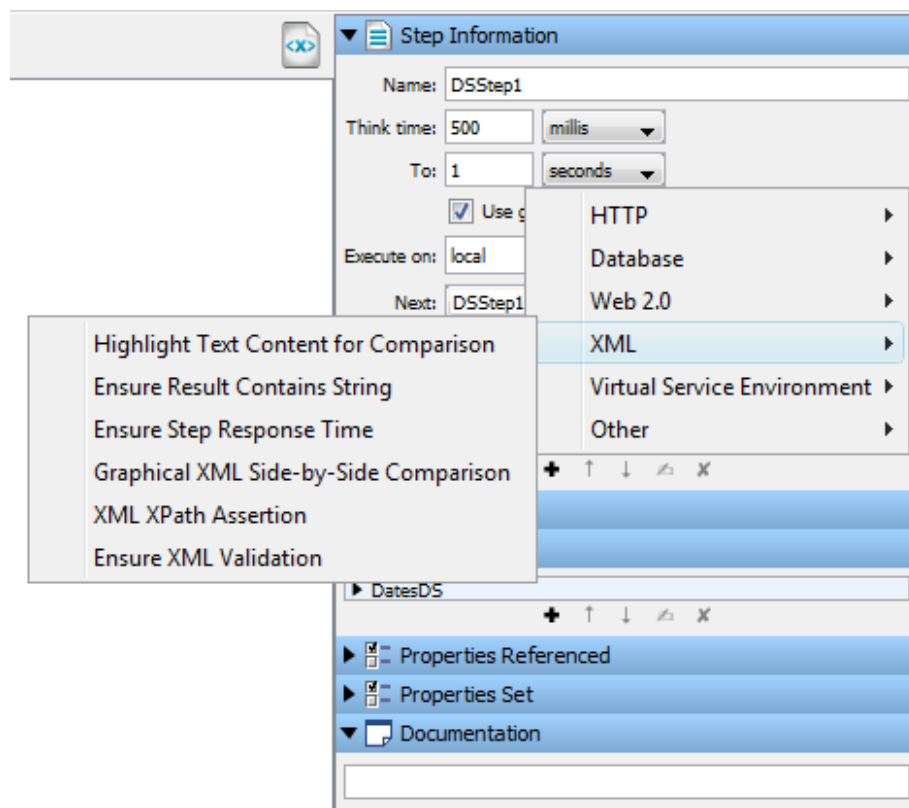 <X>
Step Information
Name: DSStep1
Think time: 500 millis
To: 1 seconds
Use g
Execute on: local
Next: DSStep1
HTTP
Database
Web 2.0
XML
Virtual Service Environment
Other
Highlight Text Content for Comparison
Ensure Result Contains String
Ensure Step Response Time
Graphical XML Side-by-Side Comparison
XML XPath Assertion
Ensure XML Validation
DatesDS
Properties Referenced
Properties Set
Documentation